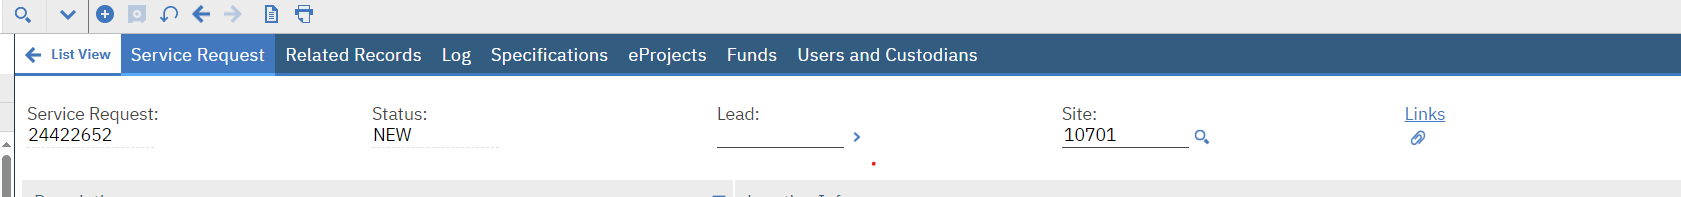 List View Service Request Related Records Log Specifications eProjects Funds Users and Custodians
Service Request: Status: Lead: Site: Links
24422652 NEW 10701